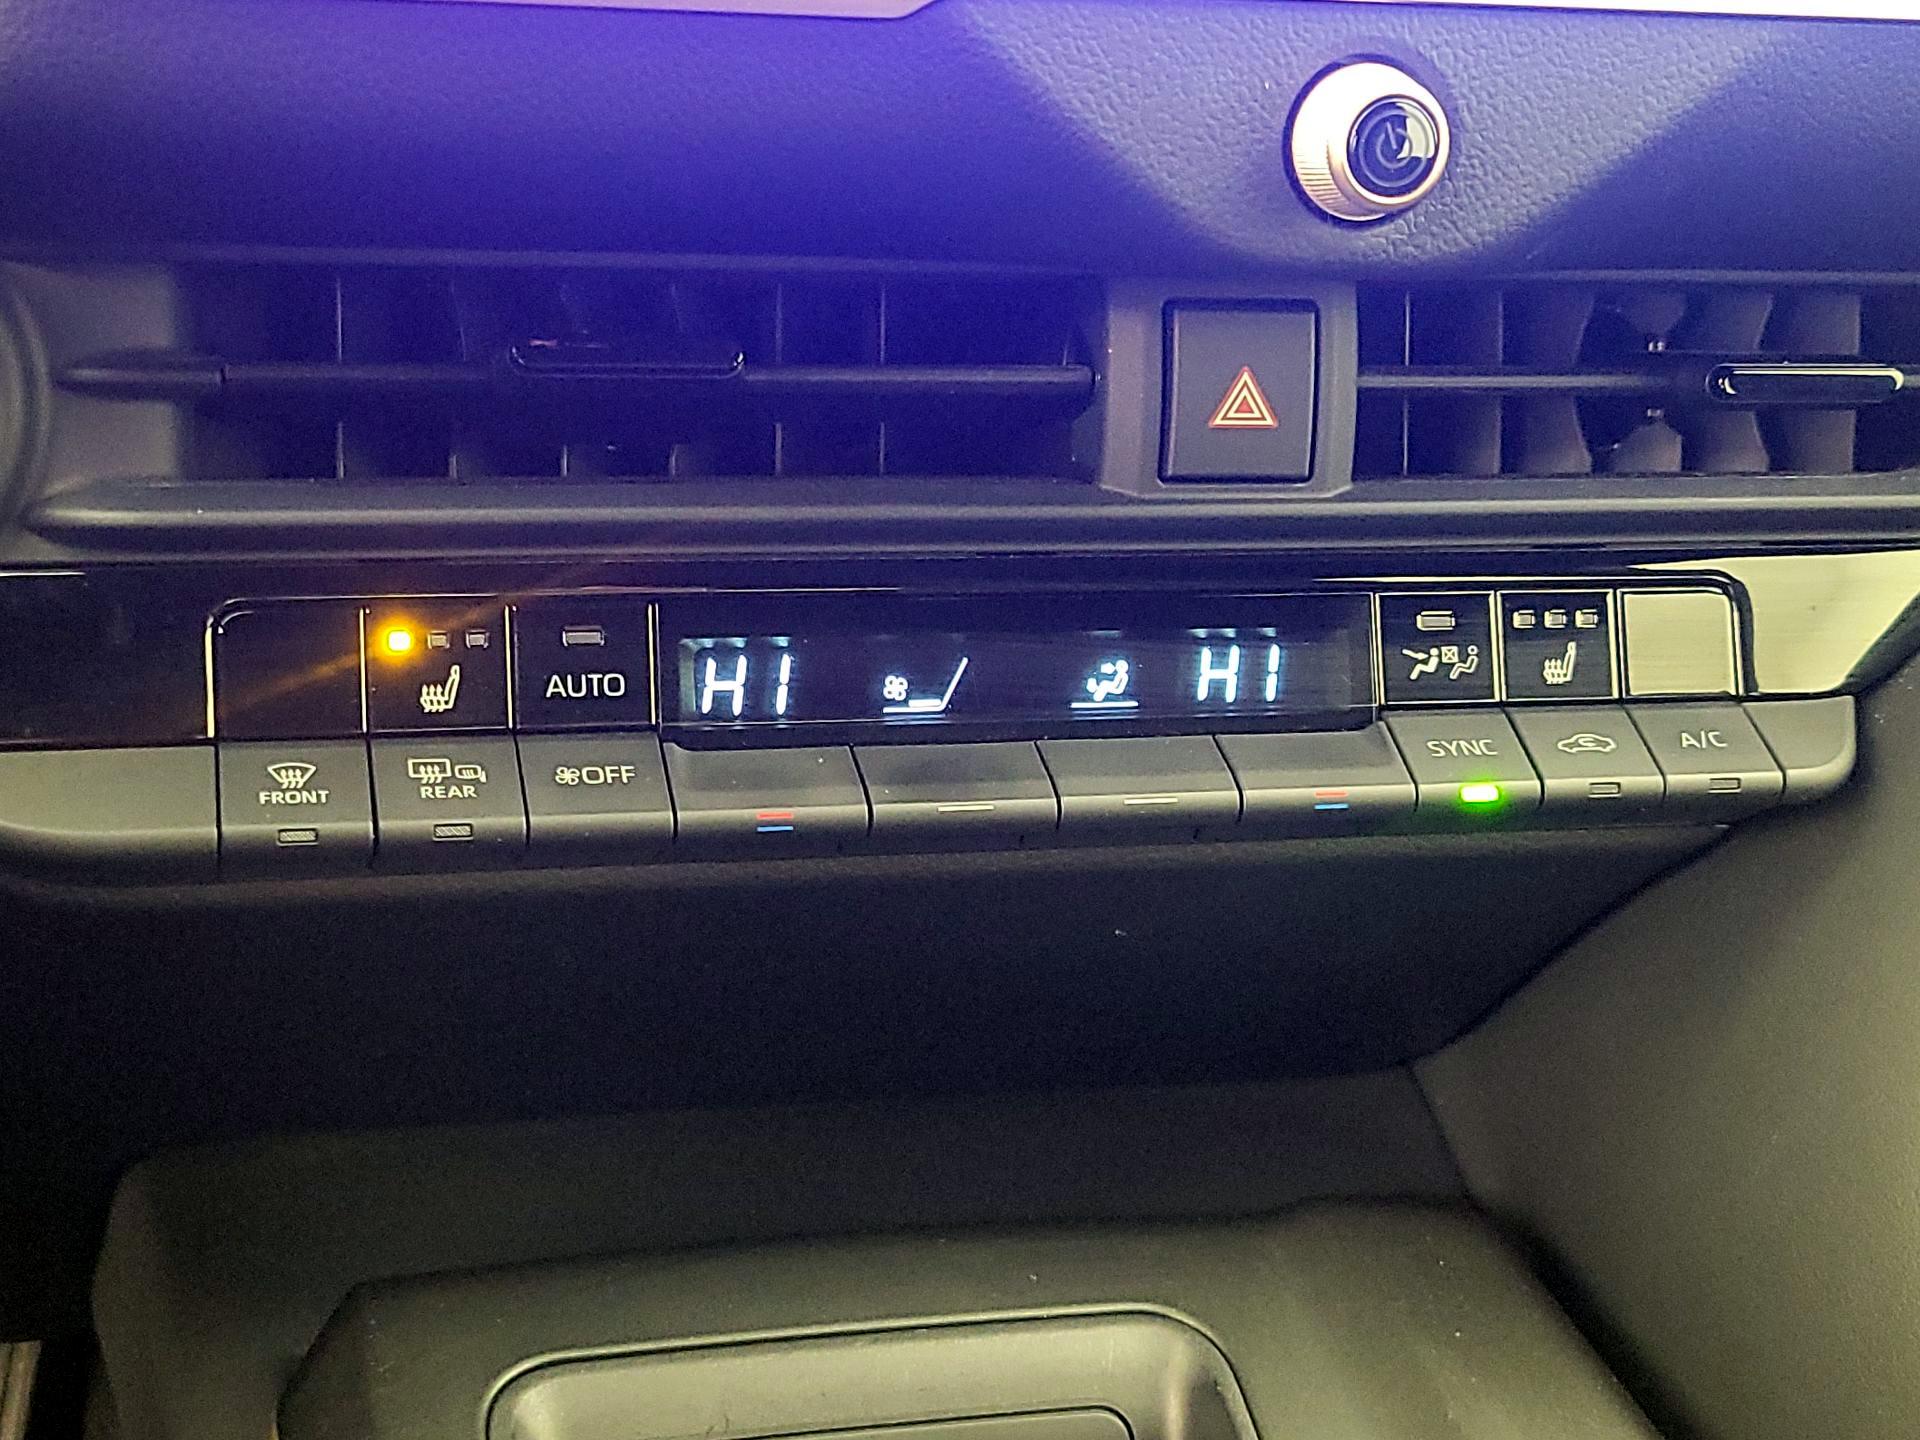 AUTO
HI
HI
FRONT
REAR
OFF
SYNC
A/C